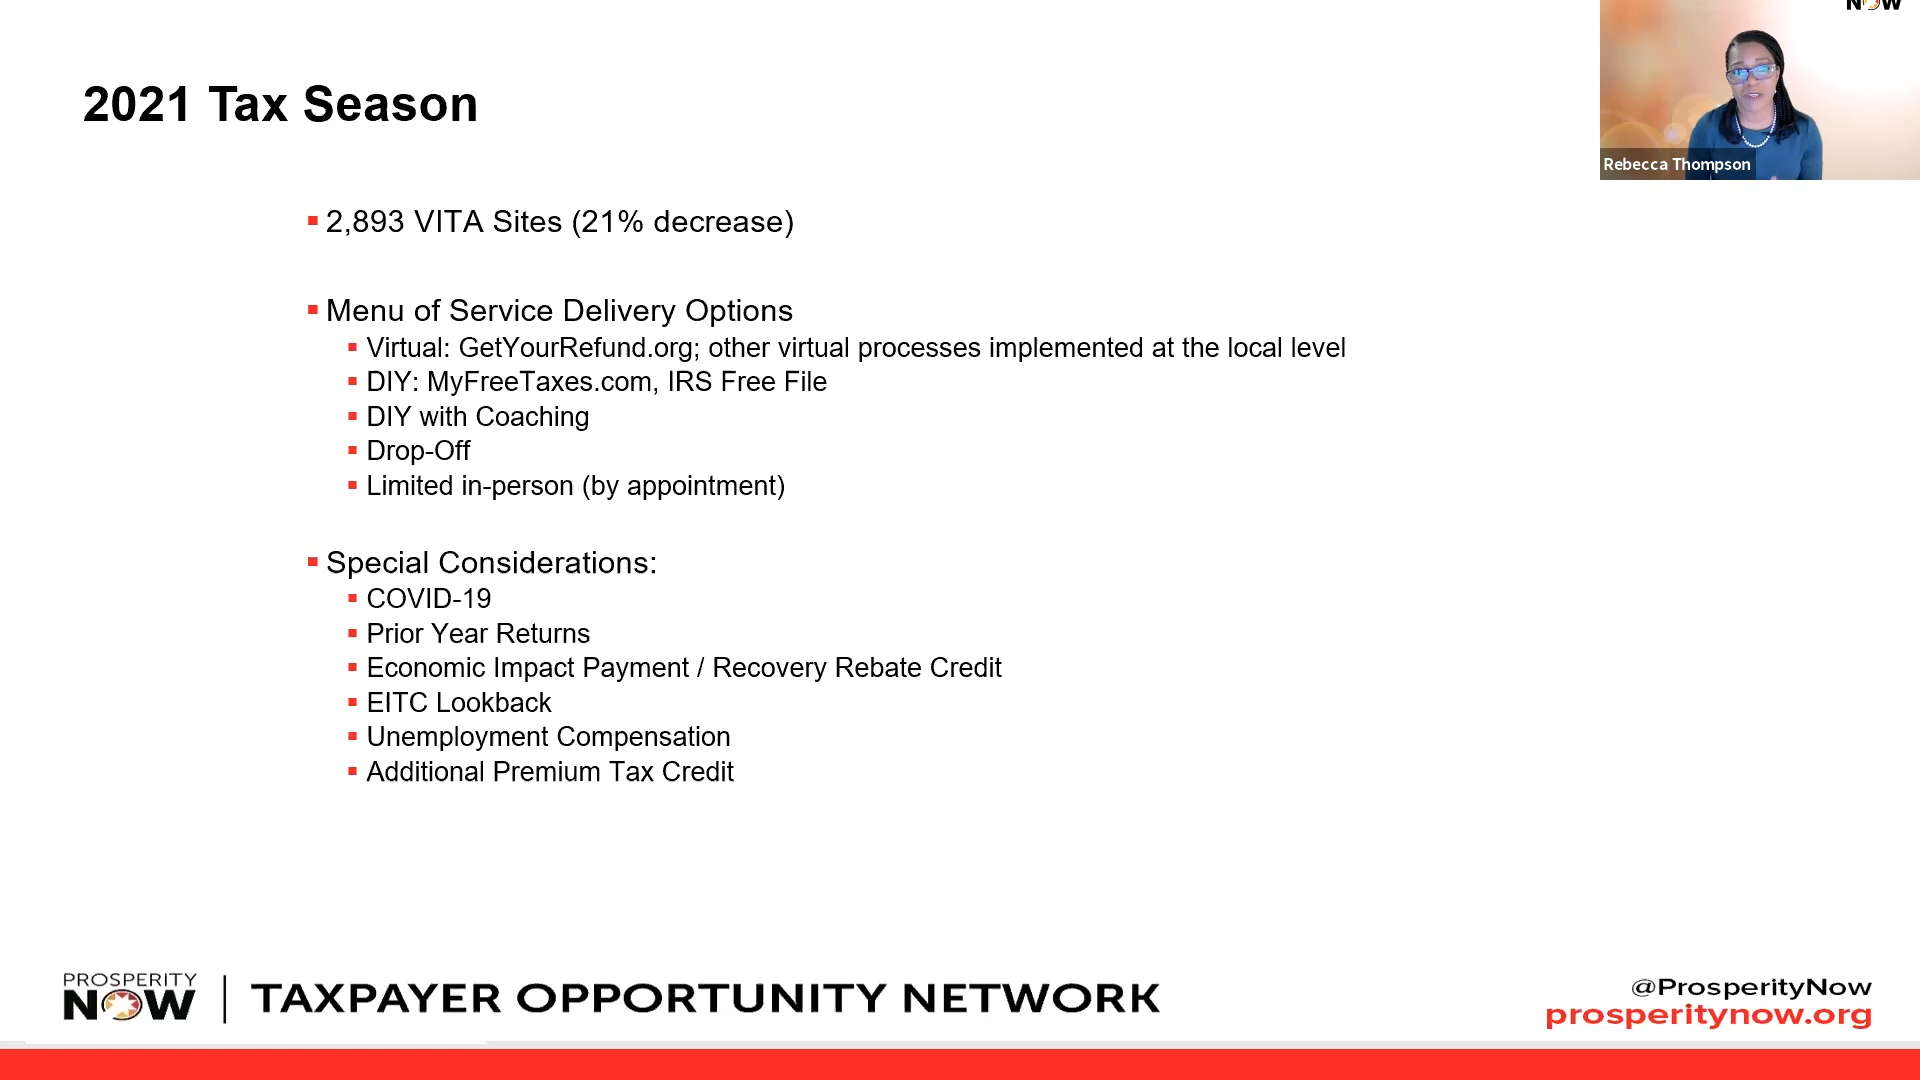 NOW
2021 Tax Season
Rebecca Thompson
2,893 VITA Sites (21% decrease)
Menu of Service Delivery Options
Virtual: GetYourRefund.org; other virtual processes implemented at the local level
DIY: MyFreeTaxes.com, IRS Free File
DIY with Coaching
Drop-Off
Limited in-person (by appointment)
Special Considerations:
COVID-19
Prior Year Returns
Economic Impact Payment / Recovery Rebate Credit
EITC Lookback
Unemployment Compensation
Additional Premium Tax Credit
PROSPERITY
NOW
TAXPAYER OPPORTUNITY NETWORK
@ProsperityNow
prosperitynow.org